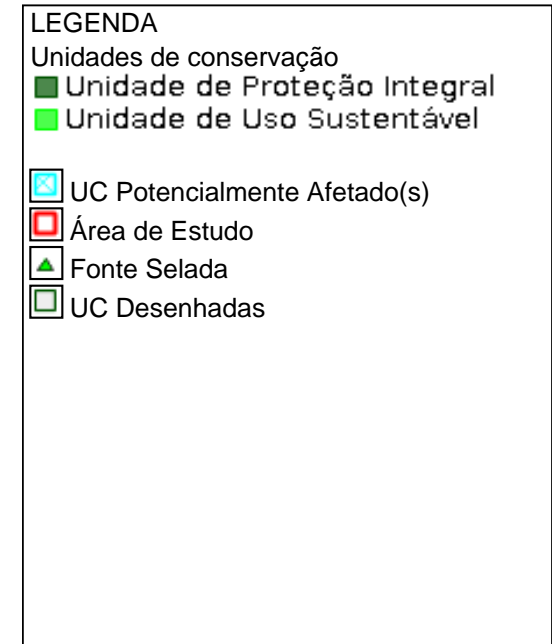 LEGENDA
Unidades de conservação
Unidade de Proteção Integral
Unidade de Uso Sustentável
UC Potencialmente Afetado(s)
Área de Estudo
Fonte Selada
UC Desenhadas